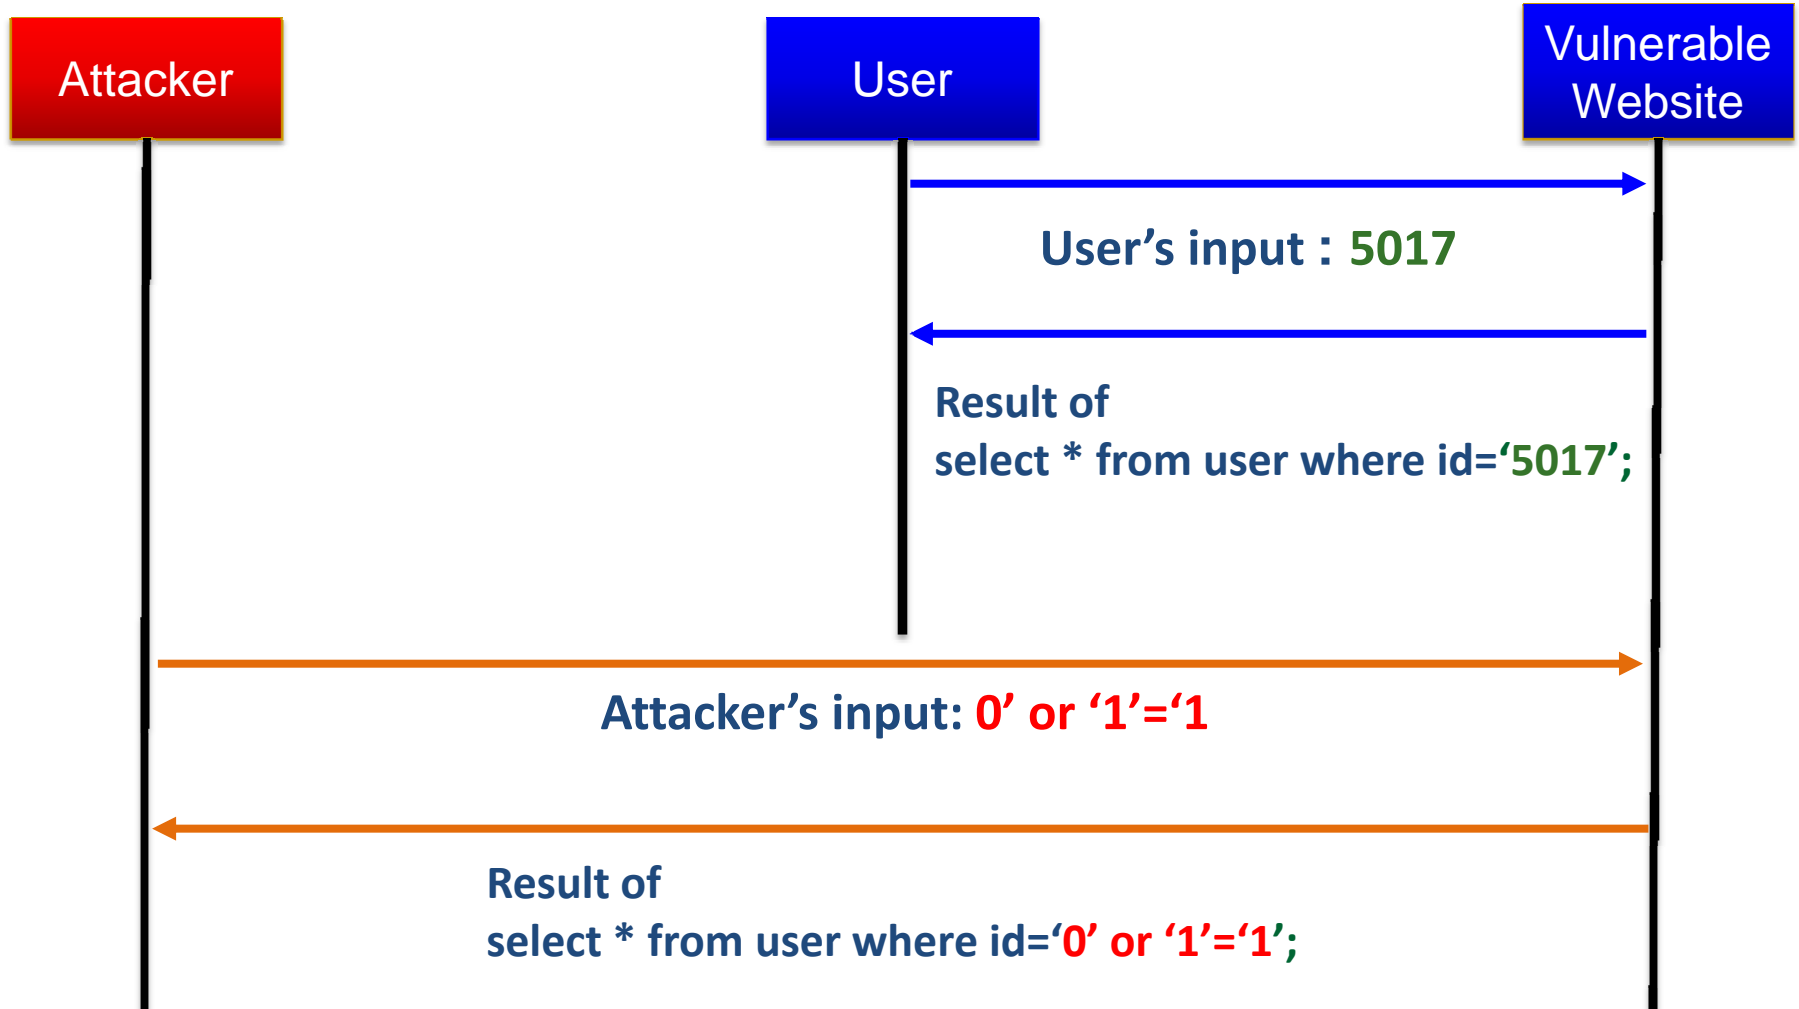 Attacker
User
Vulnerable
Website
User’s input : 5017
Result of
select * from user where id=‘5017’;
Attacker’s input: 0’ or ‘1’=‘1
Result of
select * from user where id=‘0’ or ‘1’=‘1’;